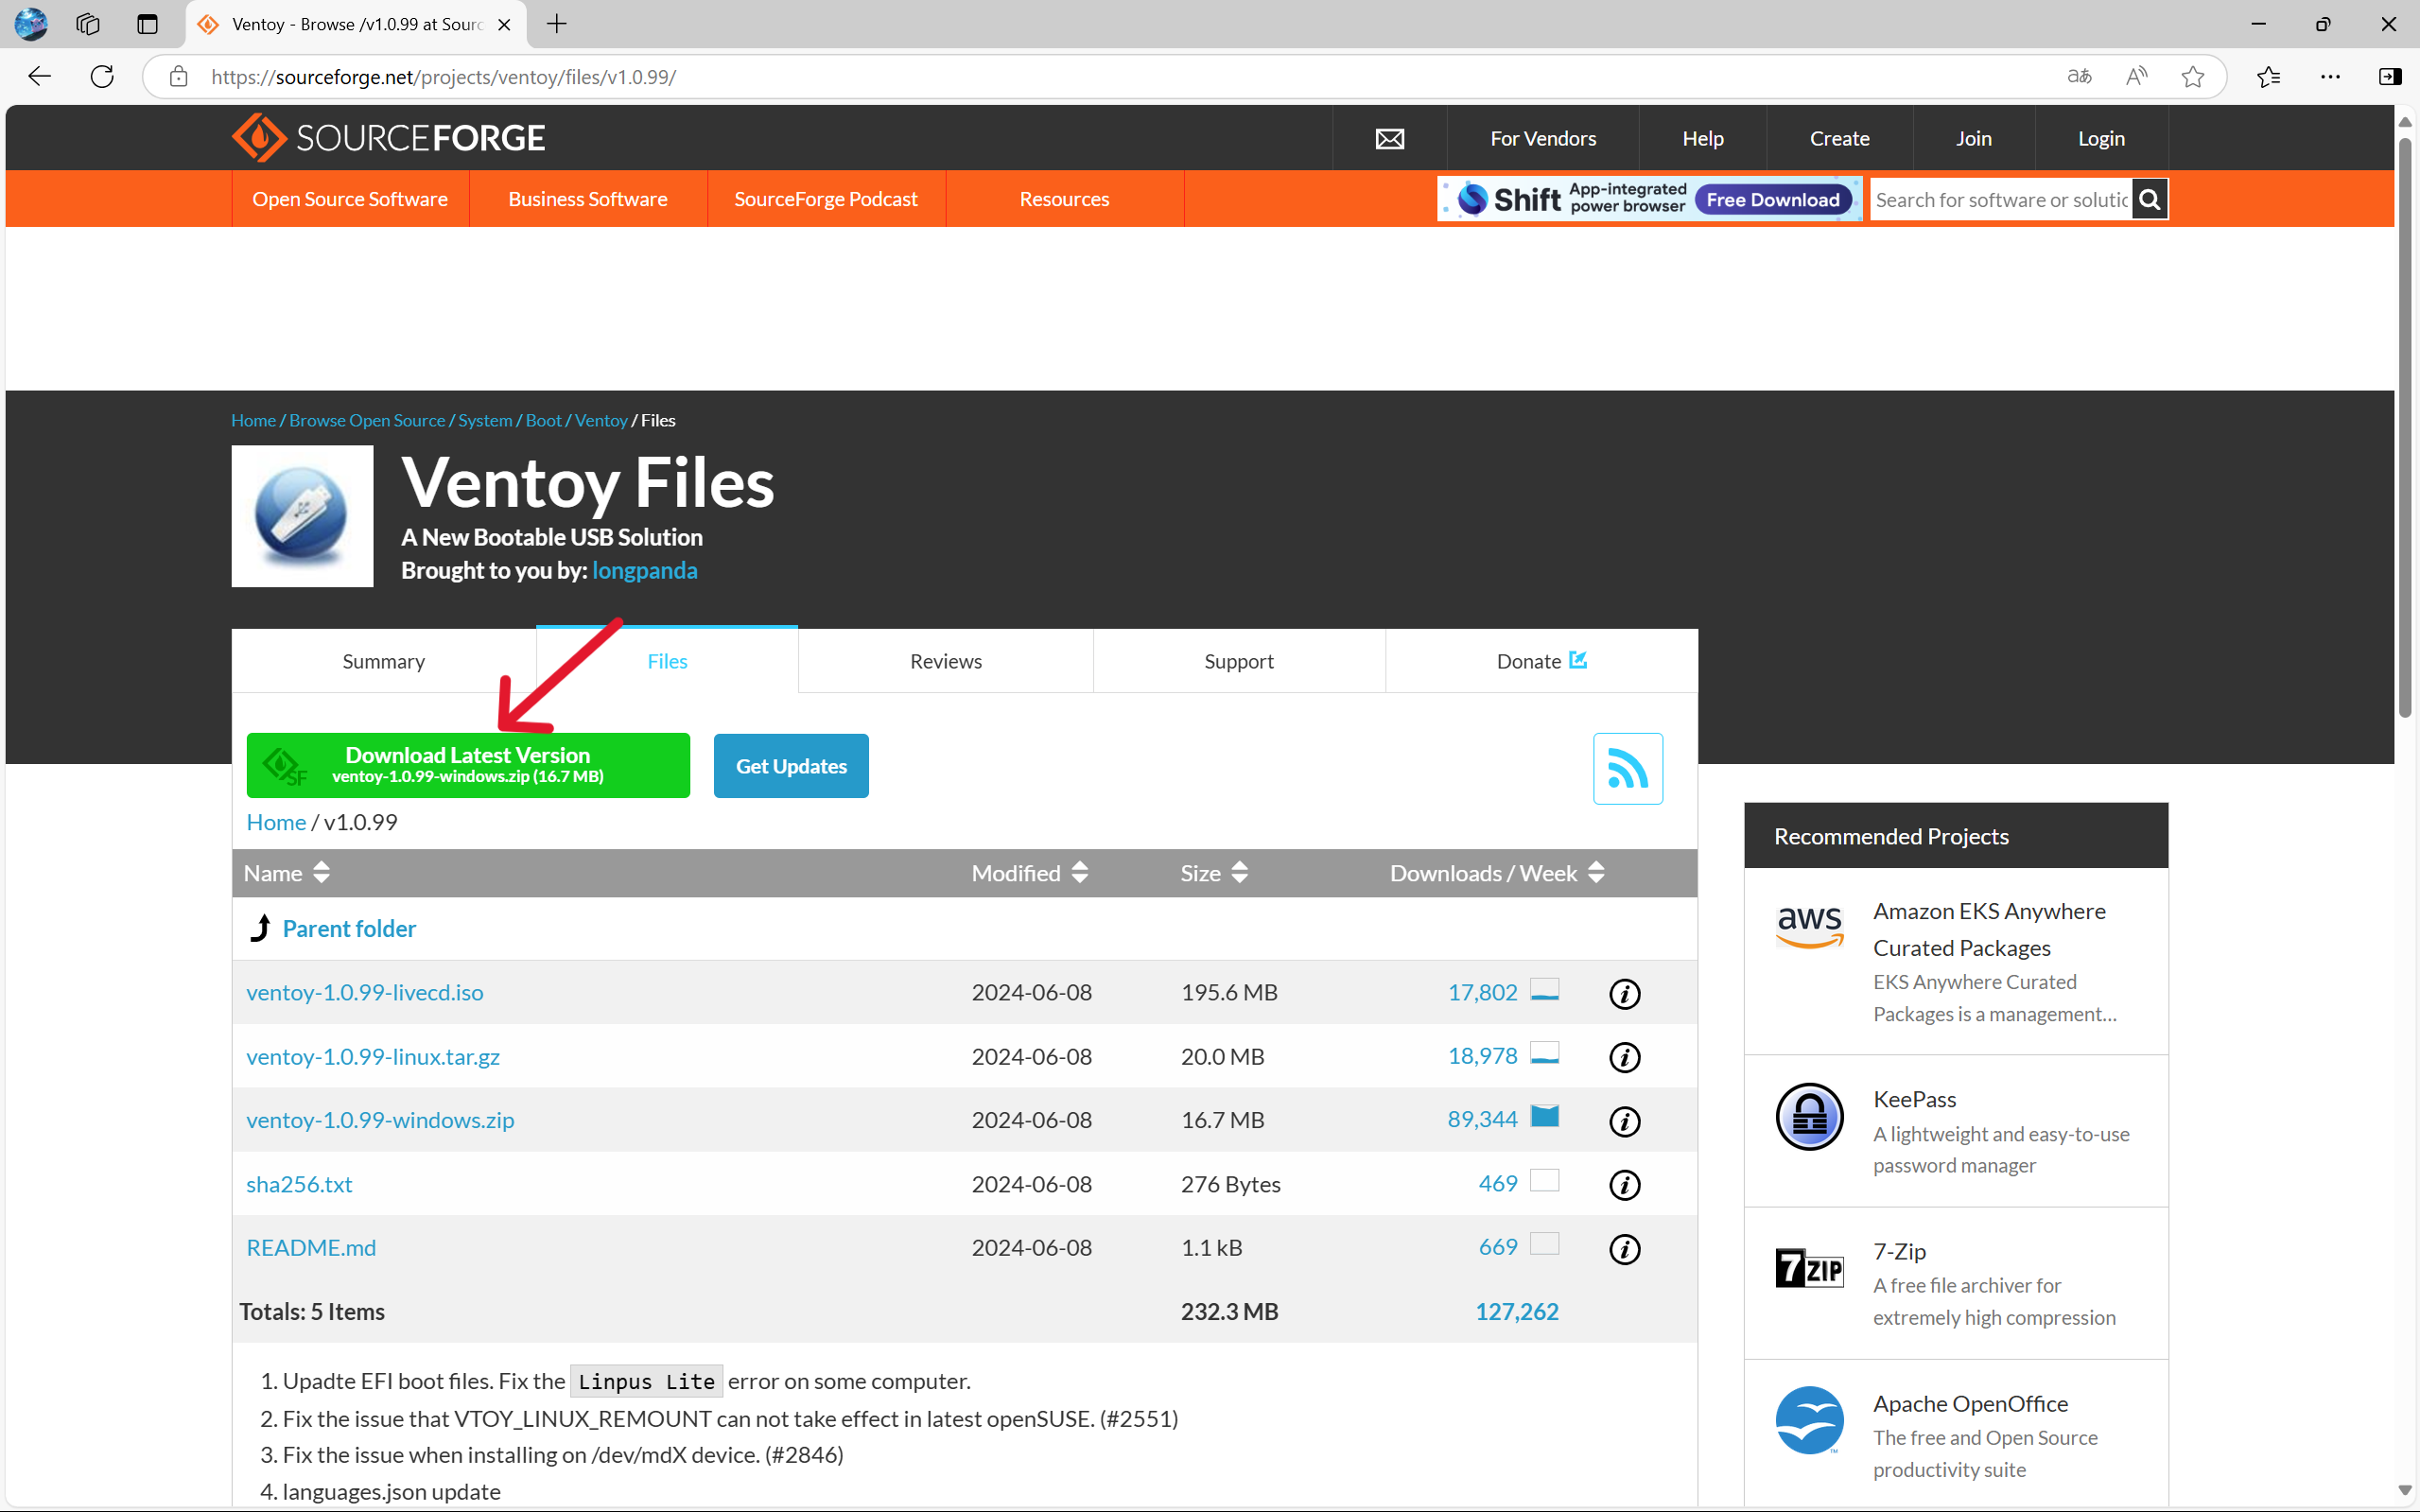 Ventoy - Browse /v1.0.99 at Sourc
https://sourceforge.net/projects/ventoy/files/v1.0.99/
SOURCEFORGE
For Vendors
Help
Create
Join
Login
Open Source Software
Business Software
SourceForge Podcast
Resources
Shift
App-integrated
power browser
Free Download
Search for software or solutic
Home / Browse Open Source / System / Boot / Ventoy / Files
Ventoy Files
A New Bootable USB Solution
Brought to you by: longpanda
Summary
Files
Reviews
Support
Donate
SF
Download Latest Version
ventoy-1.0.99-windows.zip (16.7 MB)
Get Updates
Home / v1.0.99
Name Modified Size Downloads / Week
Parent folder
ventoy-1.0.99-livecd.iso 2024-06-08 195.6 MB 17,802
ventoy-1.0.99-linux.tar.gz 2024-06-08 20.0 MB 18,978
ventoy-1.0.99-windows.zip 2024-06-08 16.7 MB 89,344
sha256.txt 2024-06-08 276 Bytes 469
README.md 2024-06-08 1.1 kB 669
Totals: 5 Items 232.3 MB 127,262
1. Upadte EFI boot files. Fix the Linpus Lite error on some computer.
2. Fix the issue that VTOY_LINUX_REMOUNT can not take effect in latest openSUSE. (#2551)
3. Fix the issue when installing on /dev/mdX device. (#2846)
4. languages.json update
Recommended Projects
aws
Amazon EKS Anywhere
Curated Packages
EKS Anywhere Curated
Packages is a management...
KeePass
A lightweight and easy-to-use
password manager
7ZIP
7-Zip
A free file archiver for
extremely high compression
Apache OpenOffice
The free and Open Source
productivity suite